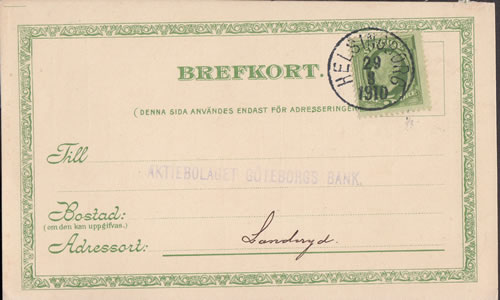 BREFKORT.
(DENNA SIDA ANVÄNDES ENDAST FÖR ADRESSERINGEN
HELSINGBORG
29
1910
Till
AKTIEBOLAGET GÖTEBORGS BANK.
Bostad:
(om den kan uppgifvas.)
Adressort:
Landsryd.